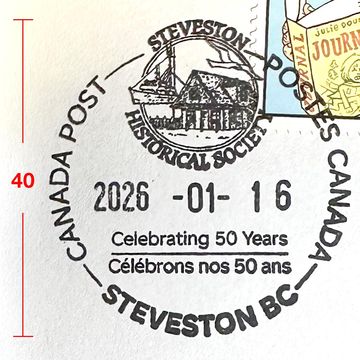 STEVESTON
HISTORICAL SOCIETY
CANADA POST
POSTES CANADA
2026 -01- 16
Celebrating 50 Years
Célébrons nos 50 ans
STEVESTON BC
40
JOURNAL